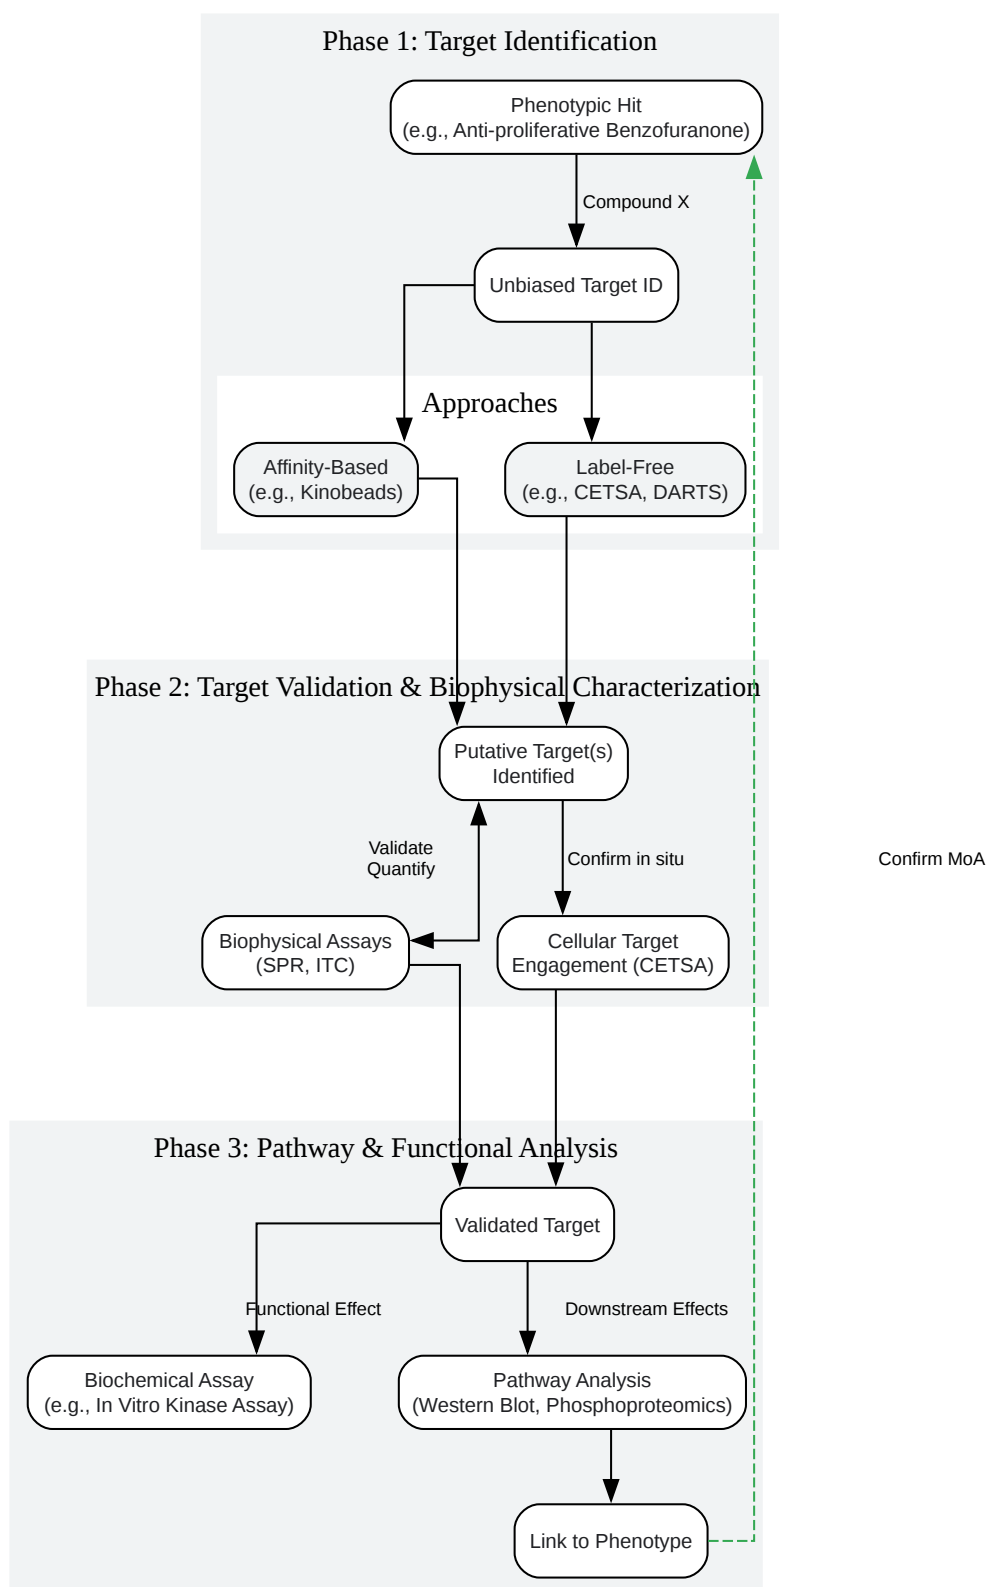 Phase 1: Target Identification
Phenotypic Hit
(e.g., Anti-proliferative Benzofuranone)
Compound X
Unbiased Target ID
Approaches
Affinity-Based
(e.g., Kinobeads)
Label-Free
(e.g., CETSA, DARTS)
Phase 2: Target Validation & Biophysical Characterization
Putative Target(s)
Identified
Validate
Quantify
Confirm in situ
Confirm MoA
Biophysical Assays
(SPR, ITC)
Cellular Target
Engagement (CETSA)
Phase 3: Pathway & Functional Analysis
Validated Target
Functional Effect
Downstream Effects
Biochemical Assay
(e.g., In Vitro Kinase Assay)
Pathway Analysis
(Western Blot, Phosphoproteomics)
Link to Phenotype